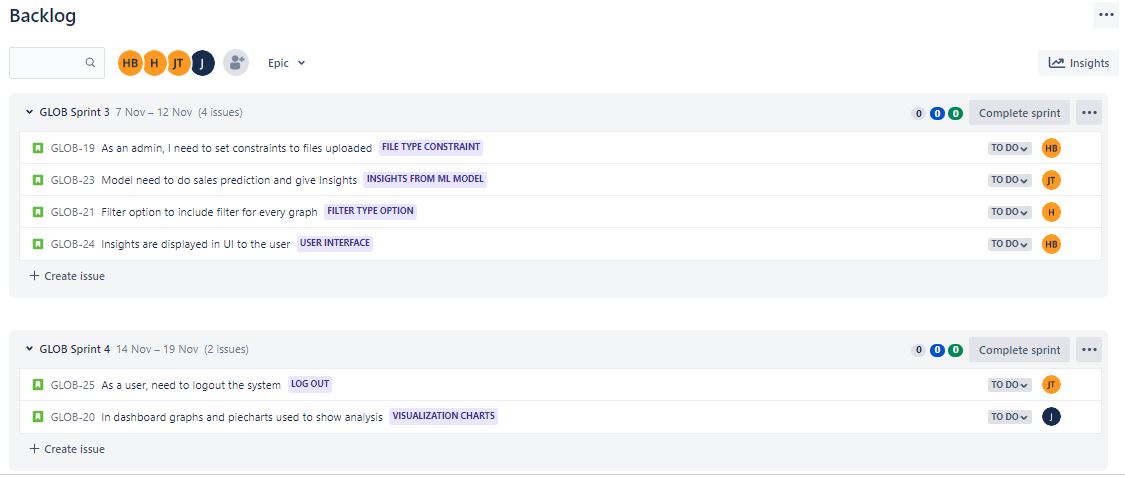 Backlog
HB H JT J Epic Insights
GLOB Sprint 3 7 Nov – 12 Nov (4 issues) 0 0 0 Complete sprint
GLOB-19 As an admin, I need to set constraints to files uploaded FILE TYPE CONSTRAINT TO DO HB
GLOB-23 Model need to do sales prediction and give Insights INSIGHTS FROM ML MODEL TO DO JT
GLOB-21 Filter option to include filter for every graph FILTER TYPE OPTION TO DO H
GLOB-24 Insights are displayed in UI to the user USER INTERFACE TO DO HB
+ Create issue
GLOB Sprint 4 14 Nov – 19 Nov (2 issues) 0 0 0 Complete sprint
GLOB-25 As a user, need to logout the system LOG OUT TO DO JT
GLOB-20 In dashboard graphs and piecharts used to show analysis VISUALIZATION CHARTS TO DO J
+ Create issue